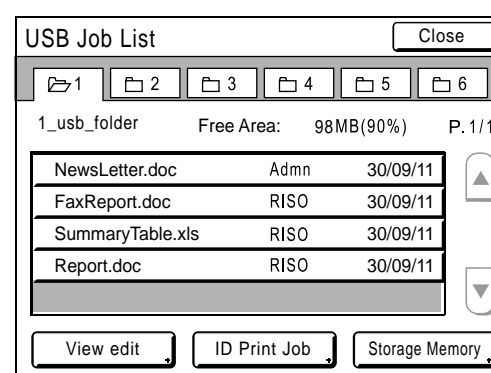 USB Job List Close
1 2 3 4 5 6
1_usb_folder Free Area: 98MB(90%) P.1/1
NewsLetter.doc Admn 30/09/11
FaxReport.doc RISO 30/09/11
SummaryTable.xls RISO 30/09/11
Report.doc RISO 30/09/11
View edit ID Print Job Storage Memory